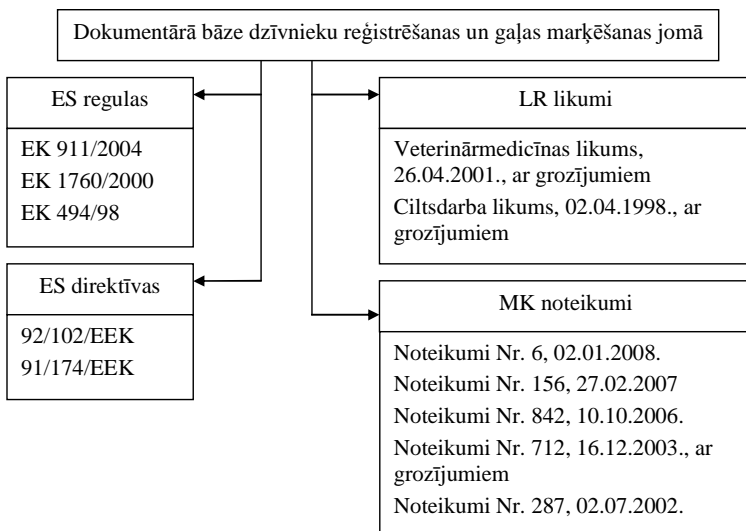 Dokumentārā bāze dzīvnieku reģistrēšanas un gaļas marķēšanas jomā
ES regulas
EK 911/2004
EK 1760/2000
EK 494/98
ES direktīvas
92/102/EEK
91/174/EEK
LR likumi
Veterinārmedicīnas likums,
26.04.2001., ar grozījumiem
Ciltsdarba likums, 02.04.1998., ar
grozījumiem
MK noteikumi
Noteikumi Nr. 6, 02.01.2008.
Noteikumi Nr. 156, 27.02.2007
Noteikumi Nr. 842, 10.10.2006.
Noteikumi Nr. 712, 16.12.2003., ar
grozījumiem
Noteikumi Nr. 287, 02.07.2002.